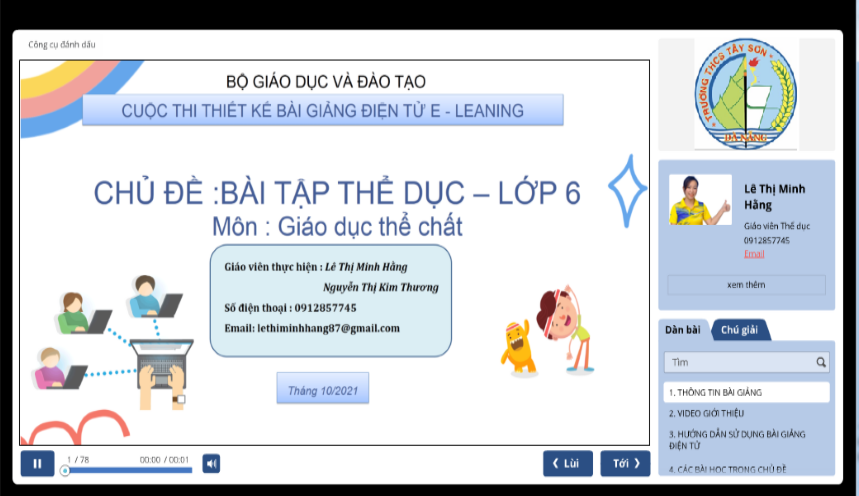 Công cụ đánh dấu
BỘ GIÁO DỤC VÀ ĐÀO TẠO
CUỘC THI THIẾT KẾ BÀI GIẢNG ĐIỆN TỬ E - LEANING
CHỦ ĐỀ :BÀI TẬP THỂ DỤC – LỚP 6
Môn : Giáo dục thể chất
Giáo viên thực hiện : Lê Thị Minh Hằng
Nguyễn Thị Kim Thương
Số điện thoại : 0912857745
Email: lethiminhhang87@gmail.com
Tháng 10/2021
1 / 78
00:00 / 00:01
❮ Lùi
Tới ❯
TRƯỜNG THCS TÂY SƠN
ĐÀ NẴNG
Lê Thị Minh
Hằng
Giáo viên Thể dục
0912857745
Email
xem thêm
Dàn bài
Chú giải
Tìm
1. THÔNG TIN BÀI GIẢNG
2. VIDEO GIỚI THIỆU
3. HƯỚNG DẪN SỬ DỤNG BÀI GIẢNG
ĐIỆN TỬ
4. CÁC BÀI HỌC TRONG CHỦ ĐỀ